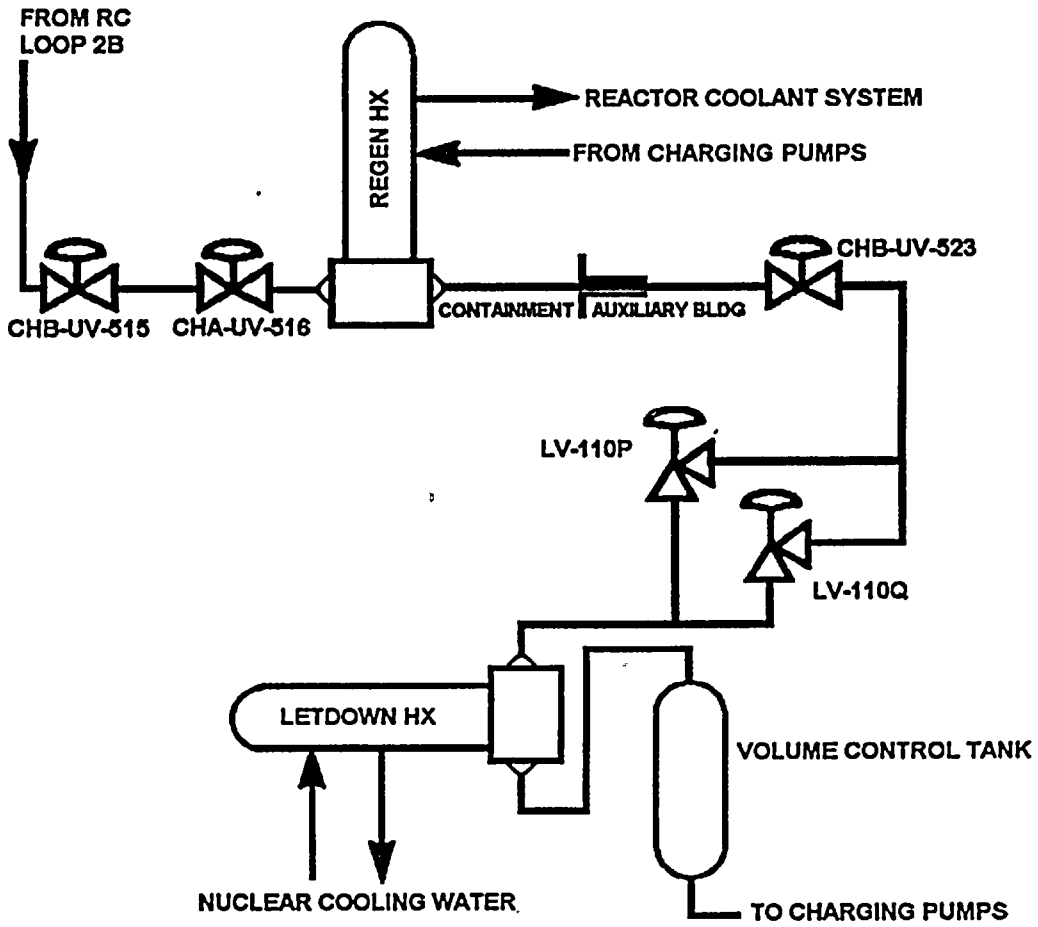 FROM RC
LOOP 2B
REGEN HX
REACTOR COOLANT SYSTEM
FROM CHARGING PUMPS
CHB-UV-523
CONTAINMENT
AUXILIARY BLDG
CHB-UV-515
CHA-UV-516
LV-110P
LV-110Q
LETDOWN HX
VOLUME CONTROL TANK
NUCLEAR COOLING WATER
TO CHARGING PUMPS